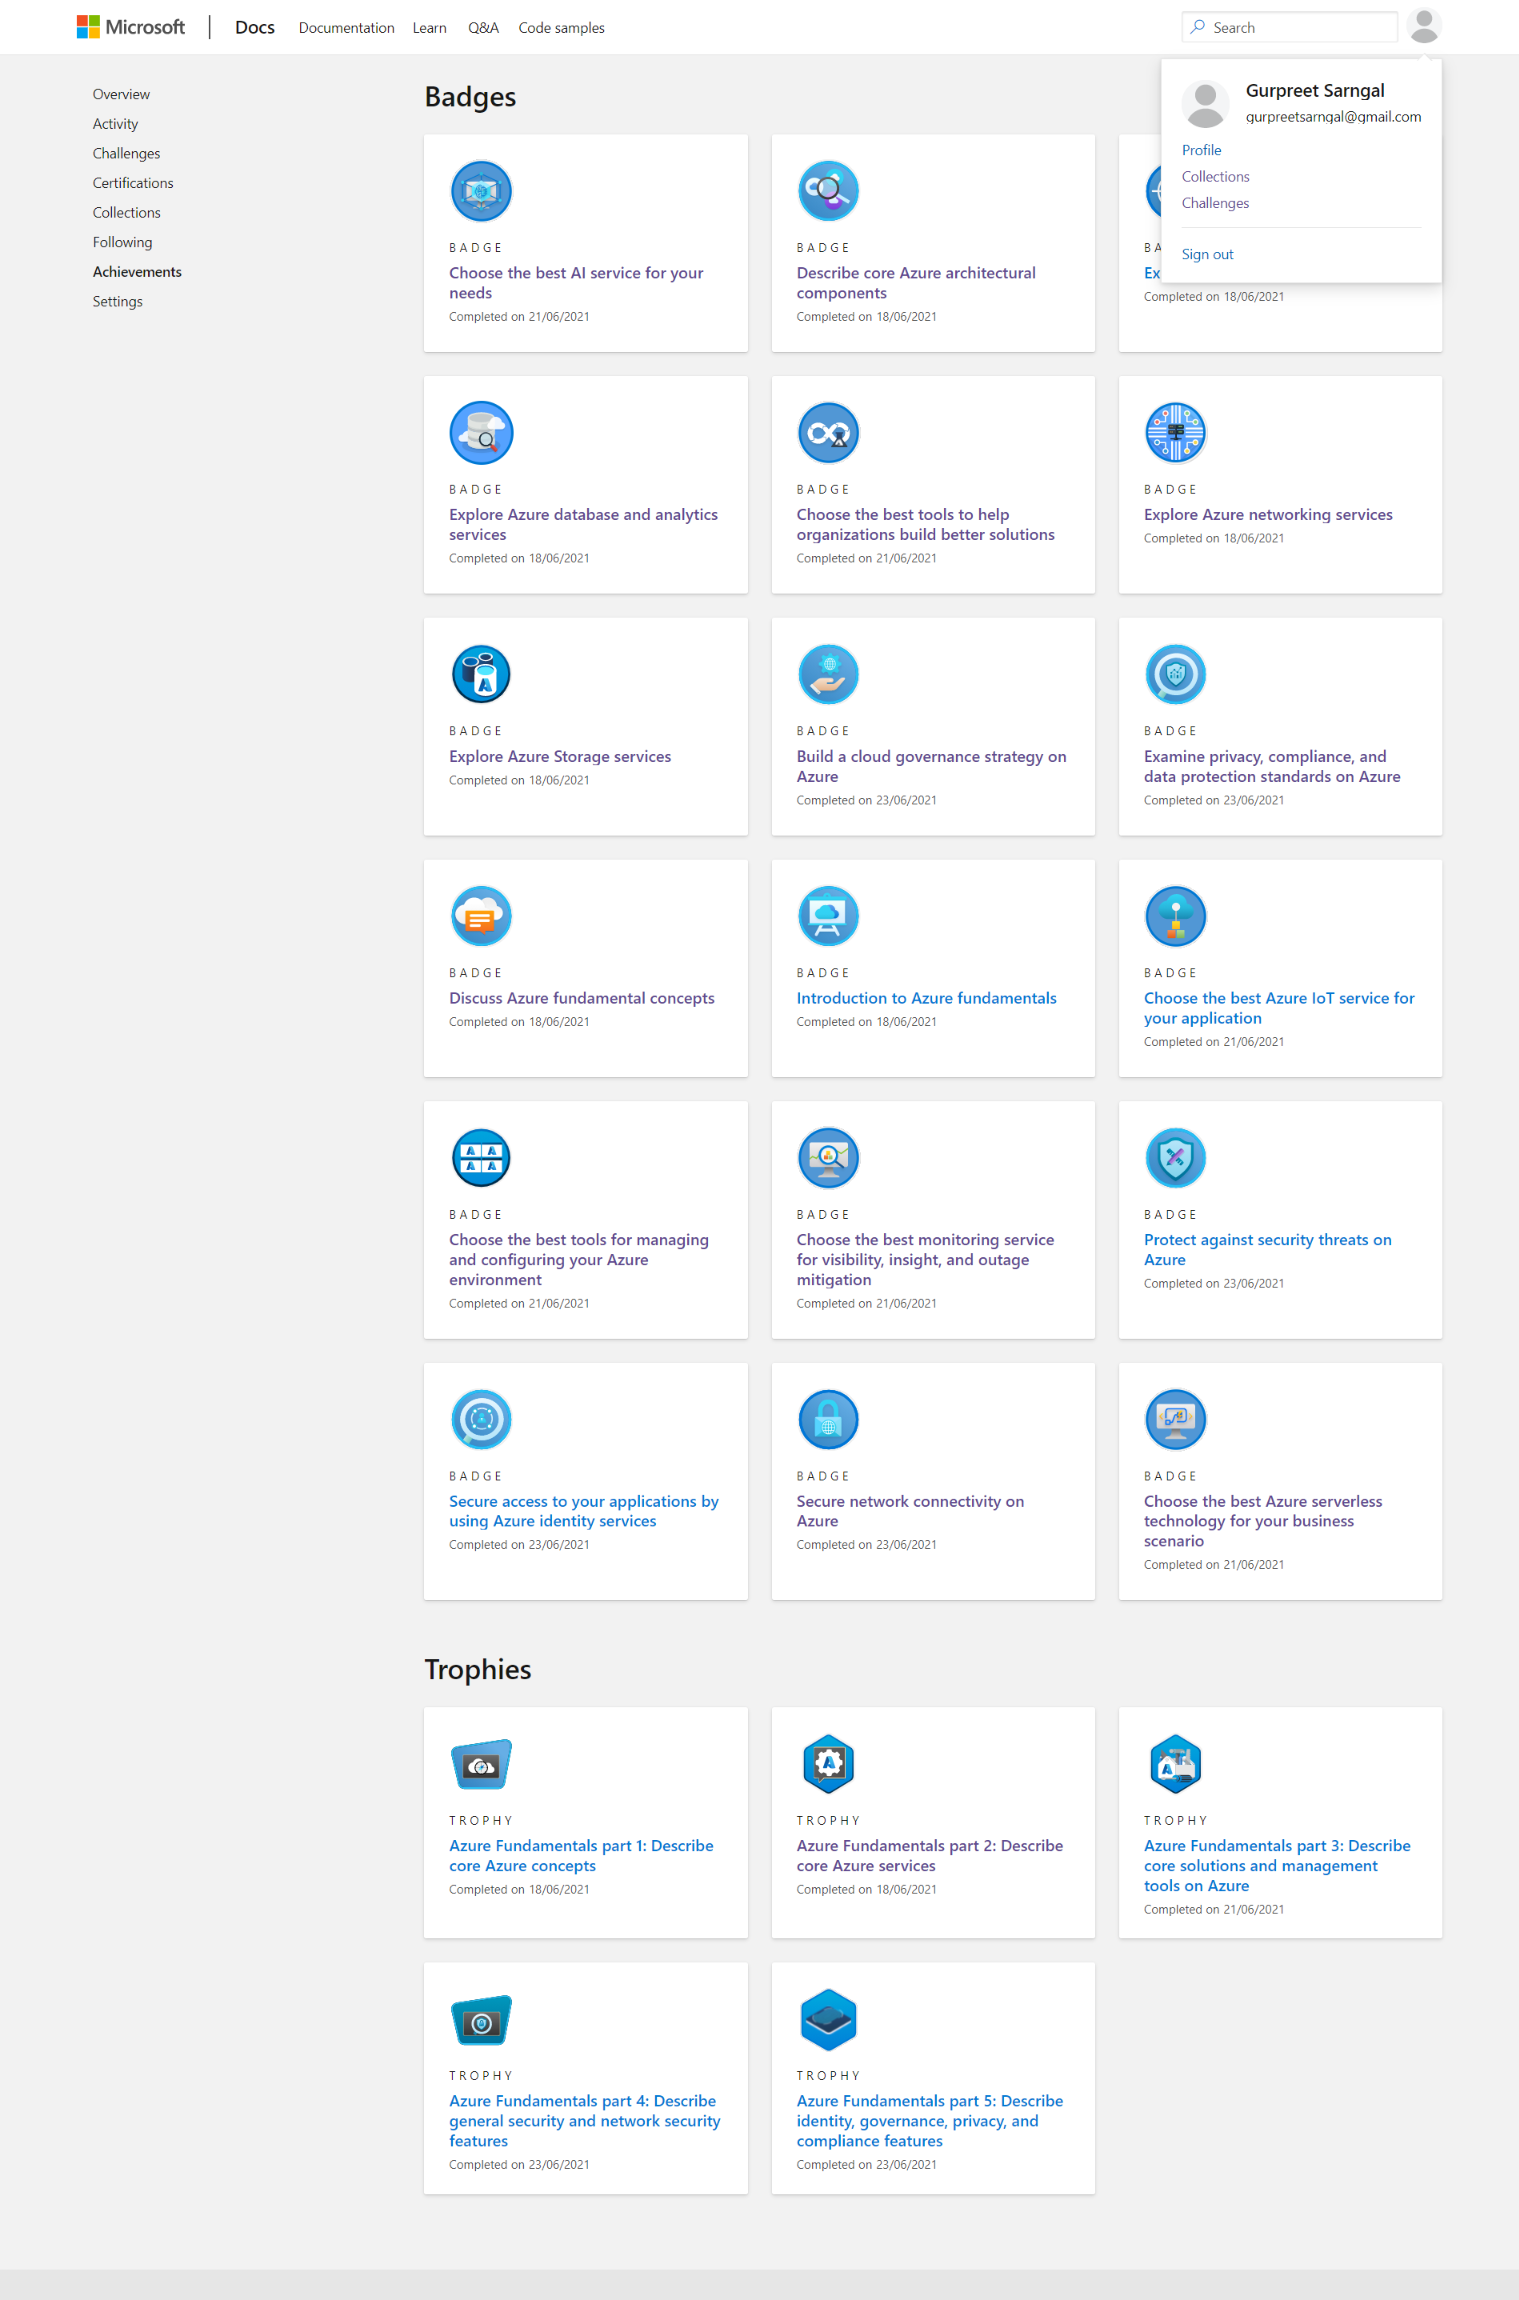 Microsoft
Docs
Documentation
Learn
Q&A
Code samples
Search
Gurpreet Sarngal
gurpreetsarngal@gmail.com
Profile
Collections
Challenges
Sign out
Overview
Activity
Challenges
Certifications
Collections
Following
Achievements
Settings
Badges
BADGE
Choose the best AI service for your
needs
Completed on 21/06/2021
BADGE
Describe core Azure architectural
components
Completed on 18/06/2021
BA
Ex
Completed on 18/06/2021
BADGE
Explore Azure database and analytics
services
Completed on 18/06/2021
BADGE
Choose the best tools to help
organizations build better solutions
Completed on 21/06/2021
BADGE
Explore Azure networking services
Completed on 18/06/2021
BADGE
Explore Azure Storage services
Completed on 18/06/2021
BADGE
Build a cloud governance strategy on
Azure
Completed on 23/06/2021
BADGE
Examine privacy, compliance, and
data protection standards on Azure
Completed on 23/06/2021
BADGE
Discuss Azure fundamental concepts
Completed on 18/06/2021
BADGE
Introduction to Azure fundamentals
Completed on 18/06/2021
BADGE
Choose the best Azure IoT service for
your application
Completed on 21/06/2021
BADGE
Choose the best tools for managing
and configuring your Azure
environment
Completed on 21/06/2021
BADGE
Choose the best monitoring service
for visibility, insight, and outage
mitigation
Completed on 21/06/2021
BADGE
Protect against security threats on
Azure
Completed on 23/06/2021
BADGE
Secure access to your applications by
using Azure identity services
Completed on 23/06/2021
BADGE
Secure network connectivity on
Azure
Completed on 23/06/2021
BADGE
Choose the best Azure serverless
technology for your business
scenario
Completed on 21/06/2021
Trophies
TROPHY
Azure Fundamentals part 1: Describe
core Azure concepts
Completed on 18/06/2021
TROPHY
Azure Fundamentals part 2: Describe
core Azure services
Completed on 18/06/2021
TROPHY
Azure Fundamentals part 3: Describe
core solutions and management
tools on Azure
Completed on 21/06/2021
TROPHY
Azure Fundamentals part 4: Describe
general security and network security
features
Completed on 23/06/2021
TROPHY
Azure Fundamentals part 5: Describe
identity, governance, privacy, and
compliance features
Completed on 23/06/2021